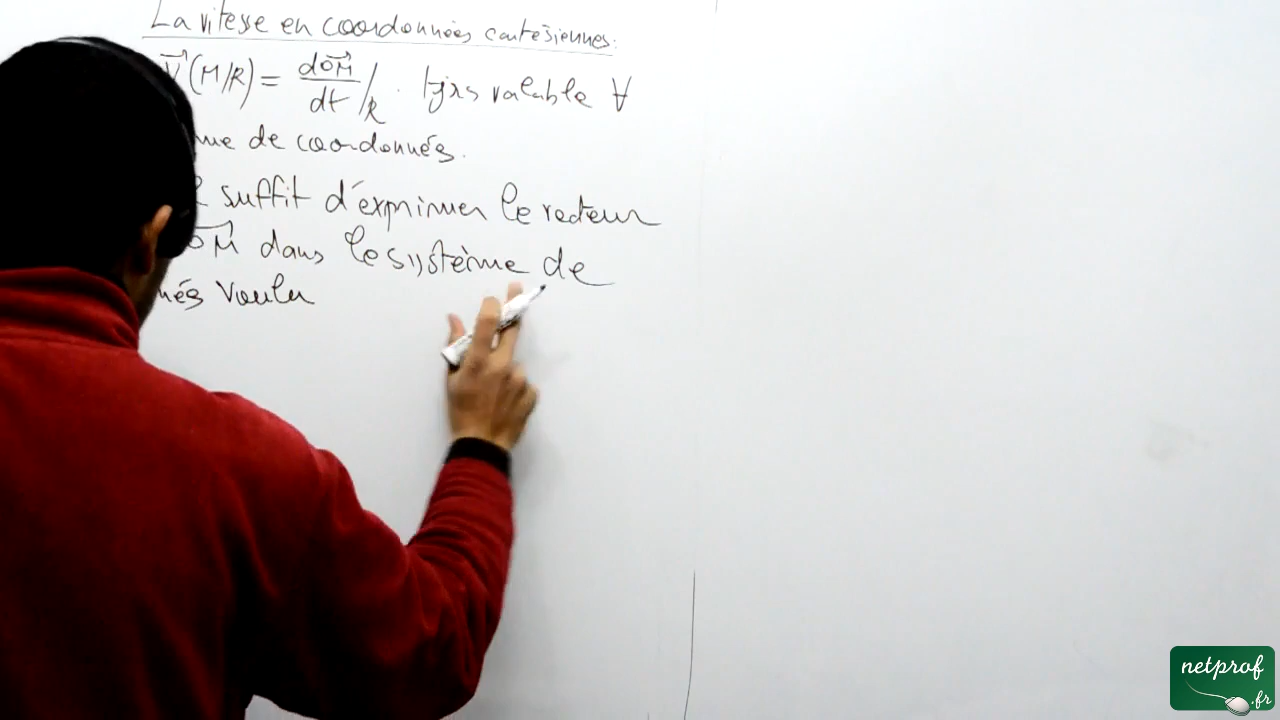 La vitesse en coordonnées cartésiennes:
V⃗ (M/R) = dOM⃗/dt /R . tjrs valable ∀
me de coordonnés.
suffit d'exprimer le vecteur
OM⃗ dans le système de
nés voulu
netprof
.fr